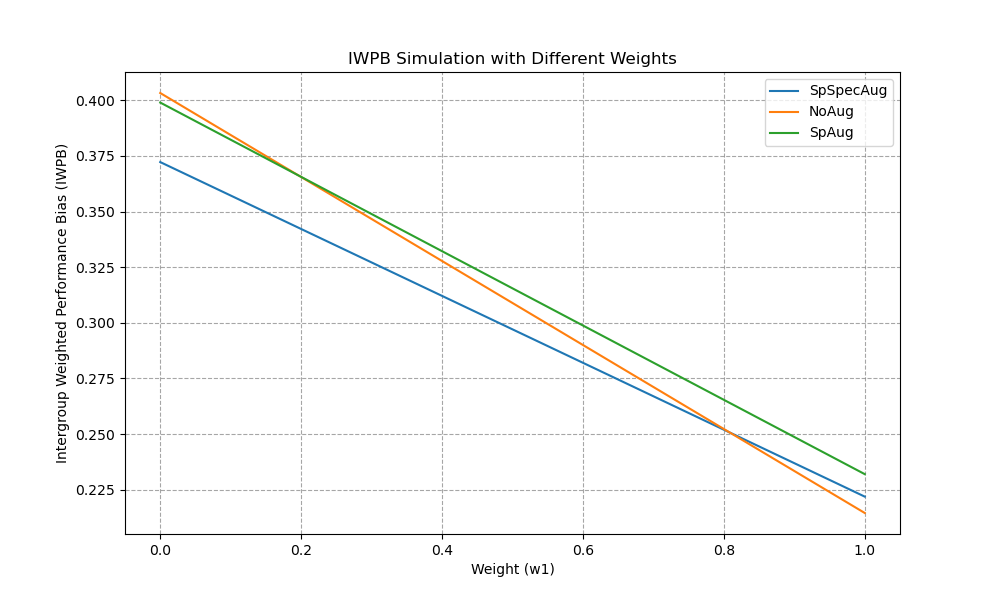 IWPB Simulation with Different Weights
Intergroup Weighted Performance Bias (IWPB)
0.400
0.375
0.350
0.325
0.300
0.275
0.250
0.225
SpSpecAug
NoAug
SpAug
0.0 0.2 0.4 0.6 0.8 1.0
Weight (w1)